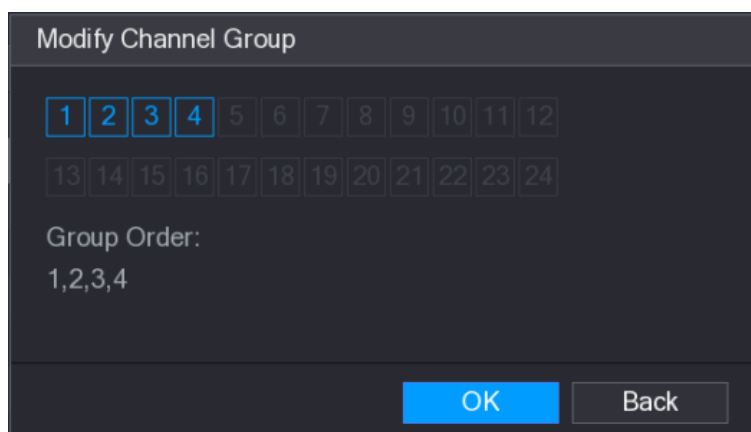 Modify Channel Group
1 2 3 4 5 6 7 8 9 10 11 12
13 14 15 16 17 18 19 20 21 22 23 24
Group Order:
1,2,3,4
OK Back